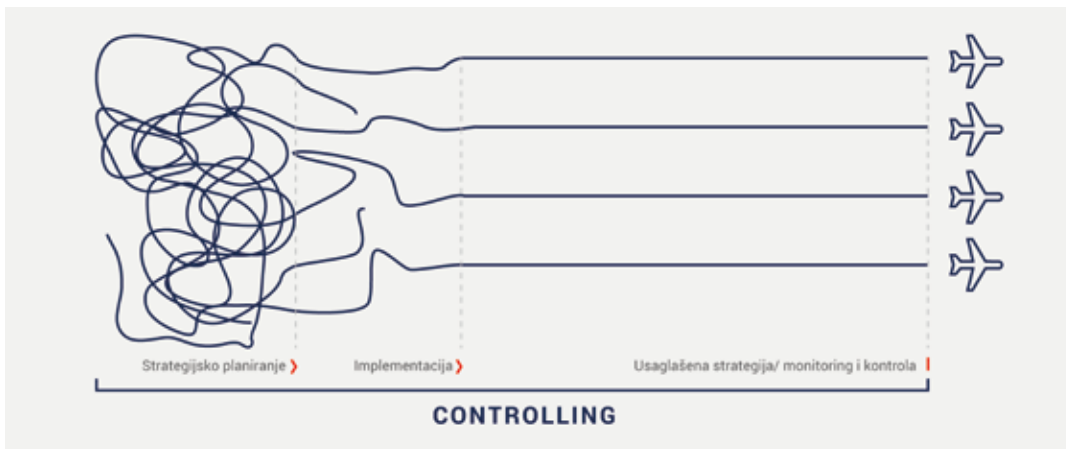 Strategijsko planiranje
Implementacija
Usaglašena strategija/ monitoring i kontrola
CONTROLLING